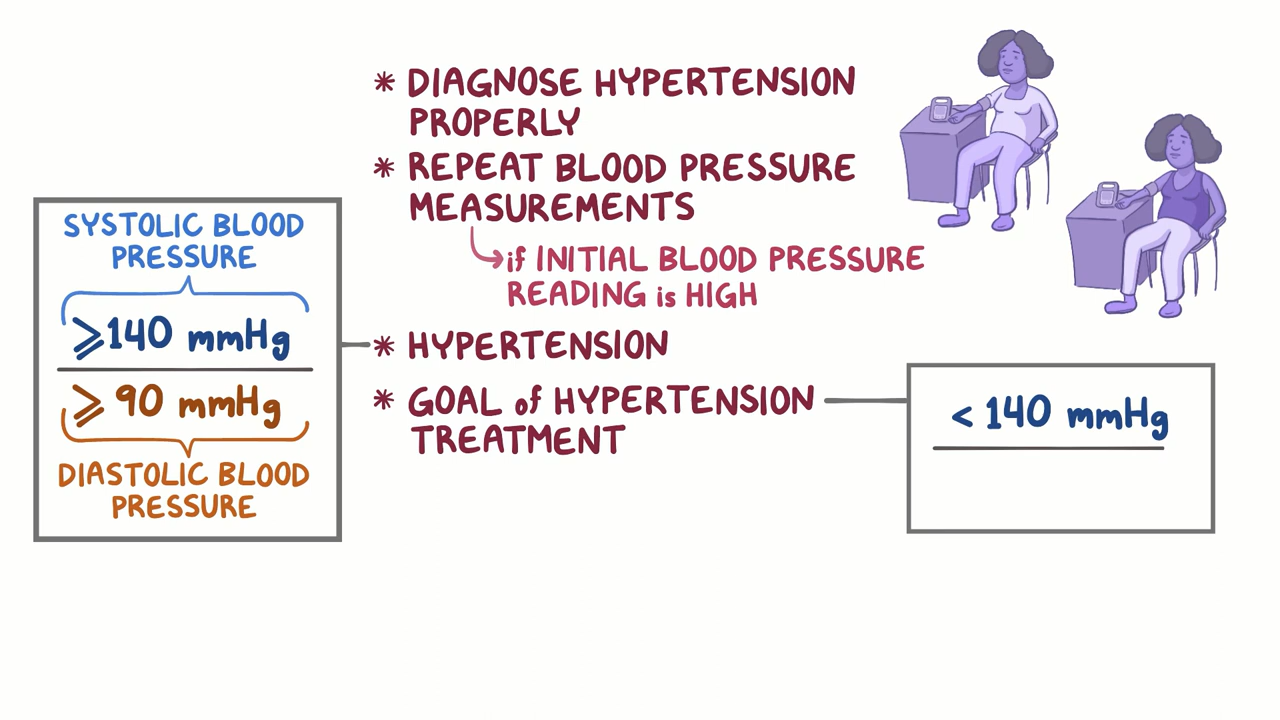 * DIAGNOSE HYPERTENSION
PROPERLY
* REPEAT BLOOD PRESSURE
MEASUREMENTS
if INITIAL BLOOD PRESSURE
READING is HIGH
* HYPERTENSION
SYSTOLIC BLOOD
PRESSURE
≥140 mmHg
≥ 90 mmHg
DIASTOLIC BLOOD
PRESSURE
* GOAL of HYPERTENSION
TREATMENT
< 140 mmHg